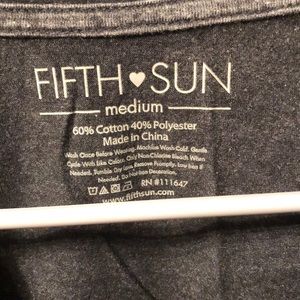 FIFTH SUN
medium
60% Cotton 40% Polyester
Made in China
Wash Once Before Wearing. Machine Wash Cold. Gentle
Cycle With Like Colour. Only Non-Chlorine Bleach When
Needed. Tumble Dry Low. Remove Promptly. Low Iron if
Needed. Do Not Iron Decoration.
RN #111647
www.fifthsun.com